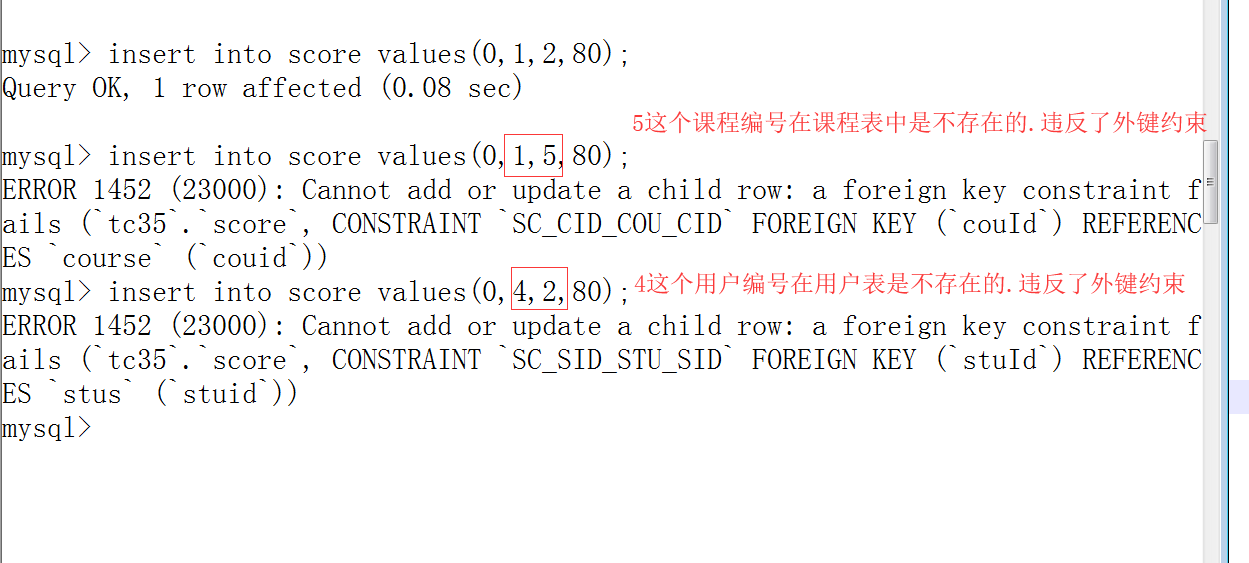 mysql> insert into score values(0,1,2,80);
Query OK, 1 row affected (0.08 sec)
5这个课程编号在课程表中是不存在的.违反了外键约束
mysql> insert into score values(0,1,5,80);
ERROR 1452 (23000): Cannot add or update a child row: a foreign key constraint f
ails (`tc35`.`score`, CONSTRAINT `SC_CID_COU_CID` FOREIGN KEY (`couId`) REFERENC
ES `course` (`couid`))
mysql> insert into score values(0,4,2,80);
4这个用户编号在用户表是不存在的.违反了外键约束
ERROR 1452 (23000): Cannot add or update a child row: a foreign key constraint f
ails (`tc35`.`score`, CONSTRAINT `SC_SID_STU_SID` FOREIGN KEY (`stuId`) REFERENC
ES `stus` (`stuid`))
mysql>